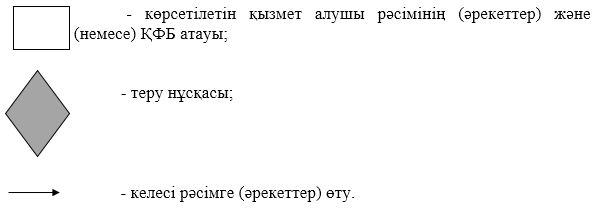 - көрсетілетін қызмет алушы рәсімінің (әрекеттер) және
(немесе) ҚФБ атауы;
- теру нұсқасы;
- келесі рәсімге (әрекеттер) өту.